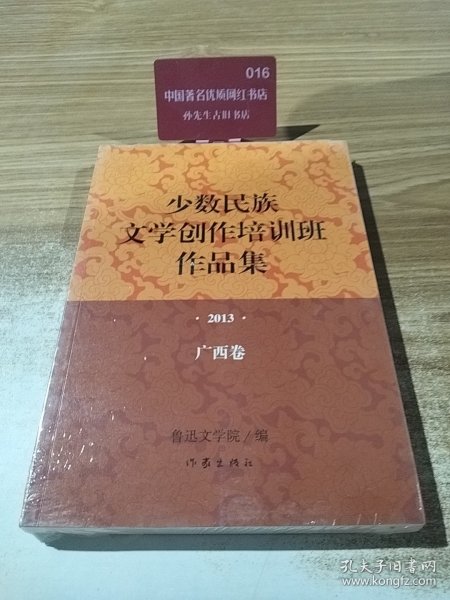 016
中国著名优质网红书店
孙先生古旧书店
少数民族
文学创作培训班
作品集
·2013·
广西卷
鲁迅文学院/编
作家出版社
孔夫子旧书网
www.kongfz.com